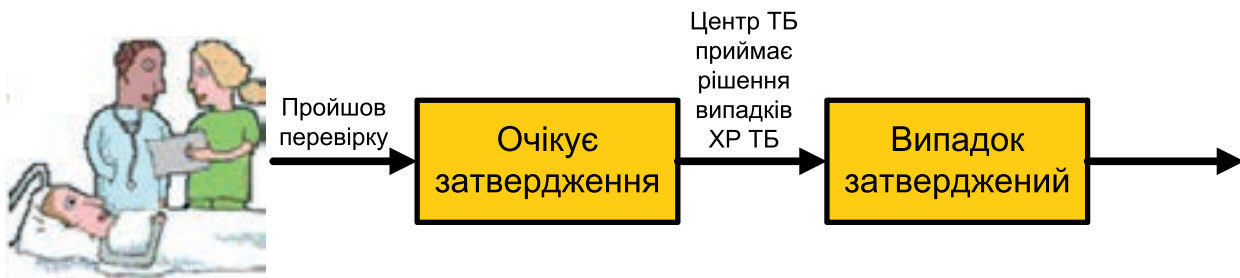 Пройшов
перевірку
Очікує
затвердження
Центр ТБ
приймає
рішення
випадків
ХР ТБ
Випадок
затверджений